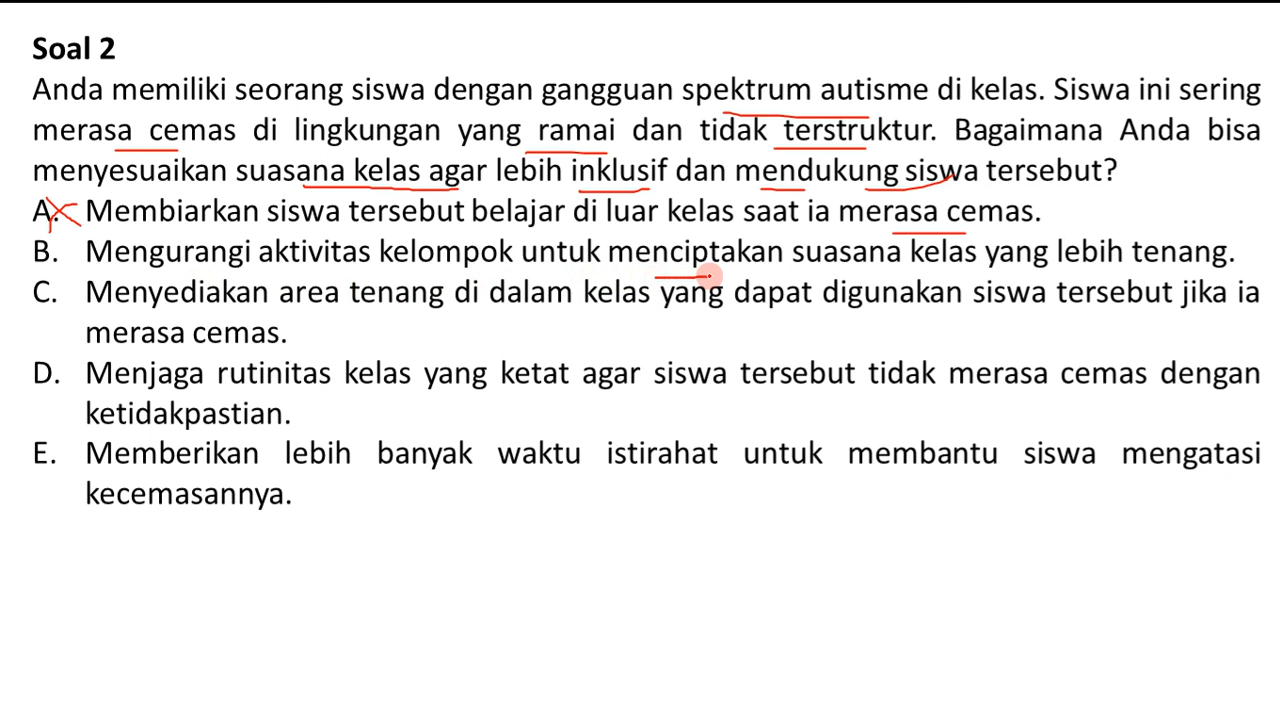 Soal 2
Anda memiliki seorang siswa dengan gangguan spektrum autisme di kelas. Siswa ini sering
merasa cemas di lingkungan yang ramai dan tidak terstruktur. Bagaimana Anda bisa
menyesuaikan suasana kelas agar lebih inklusif dan mendukung siswa tersebut?
A. Membiarkan siswa tersebut belajar di luar kelas saat ia merasa cemas.
B. Mengurangi aktivitas kelompok untuk menciptakan suasana kelas yang lebih tenang.
C. Menyediakan area tenang di dalam kelas yang dapat digunakan siswa tersebut jika ia
merasa cemas.
D. Menjaga rutinitas kelas yang ketat agar siswa tersebut tidak merasa cemas dengan
ketidakpastian.
E. Memberikan lebih banyak waktu istirahat untuk membantu siswa mengatasi
kecemasannya.